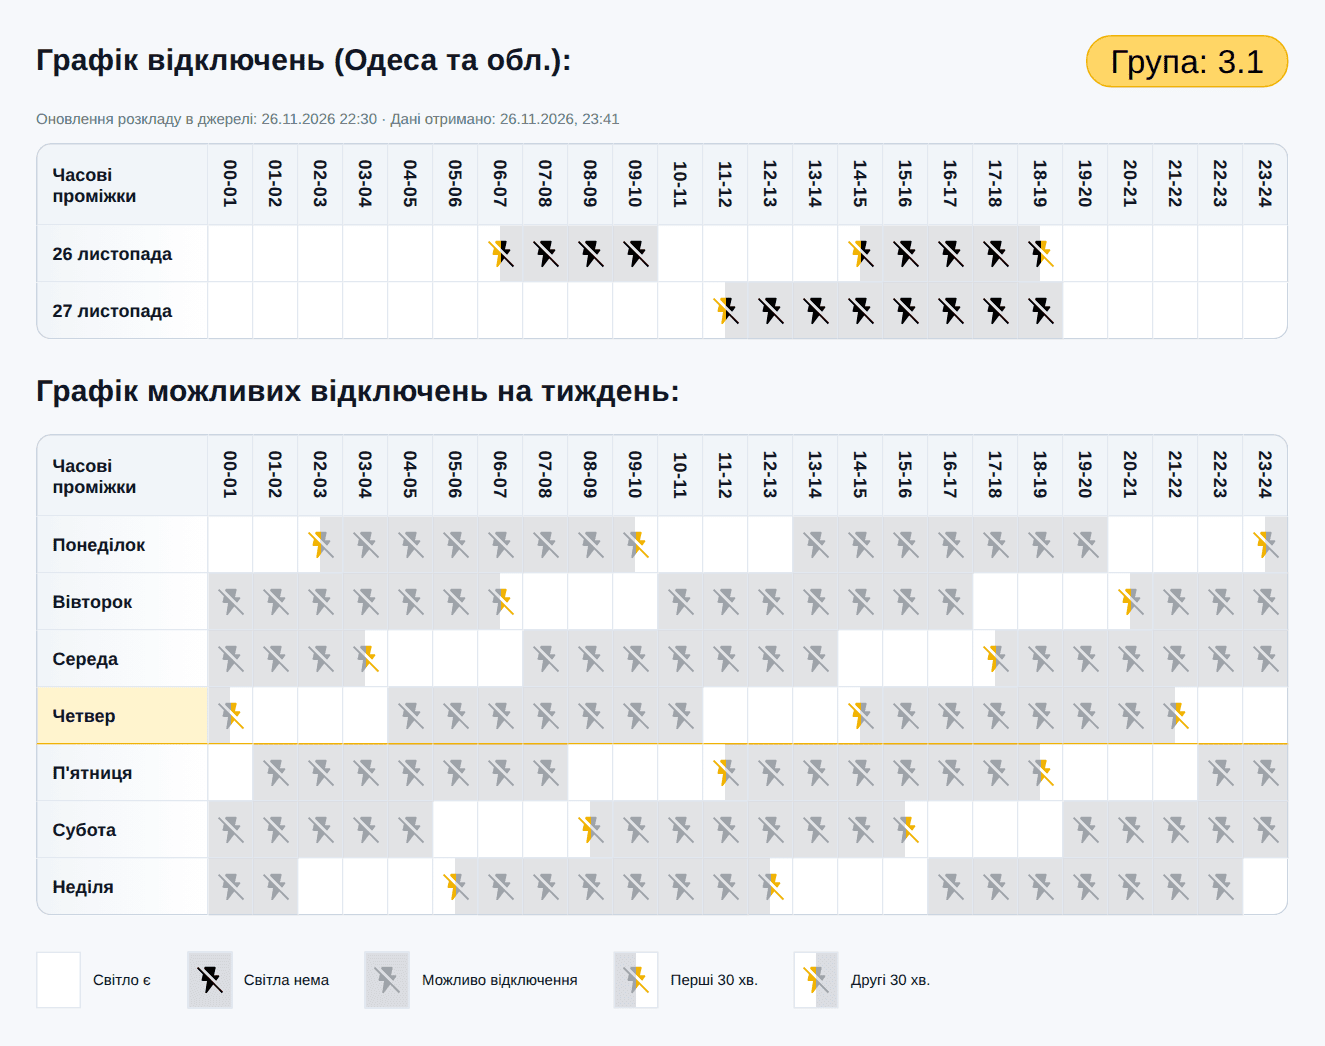 Графік відключень (Одеса та обл.):
Група: 3.1
Оновлення розкладу в джерелі: 26.11.2026 22:30 · Дані отримано: 26.11.2026, 23:41
Часові проміжки 00-01 01-02 02-03 03-04 04-05 05-06 06-07 07-08 08-09 09-10 10-11 11-12 12-13 13-14 14-15 15-16 16-17 17-18 18-19 19-20 20-21 21-22 22-23 23-24
26 листопада
27 листопада
Графік можливих відключень на тиждень:
Часові проміжки 00-01 01-02 02-03 03-04 04-05 05-06 06-07 07-08 08-09 09-10 10-11 11-12 12-13 13-14 14-15 15-16 16-17 17-18 18-19 19-20 20-21 21-22 22-23 23-24
Понеділок
Вівторок
Середа
Четвер
П'ятниця
Субота
Неділя
Світло є Світла нема Можливо відключення Перші 30 хв. Другі 30 хв.